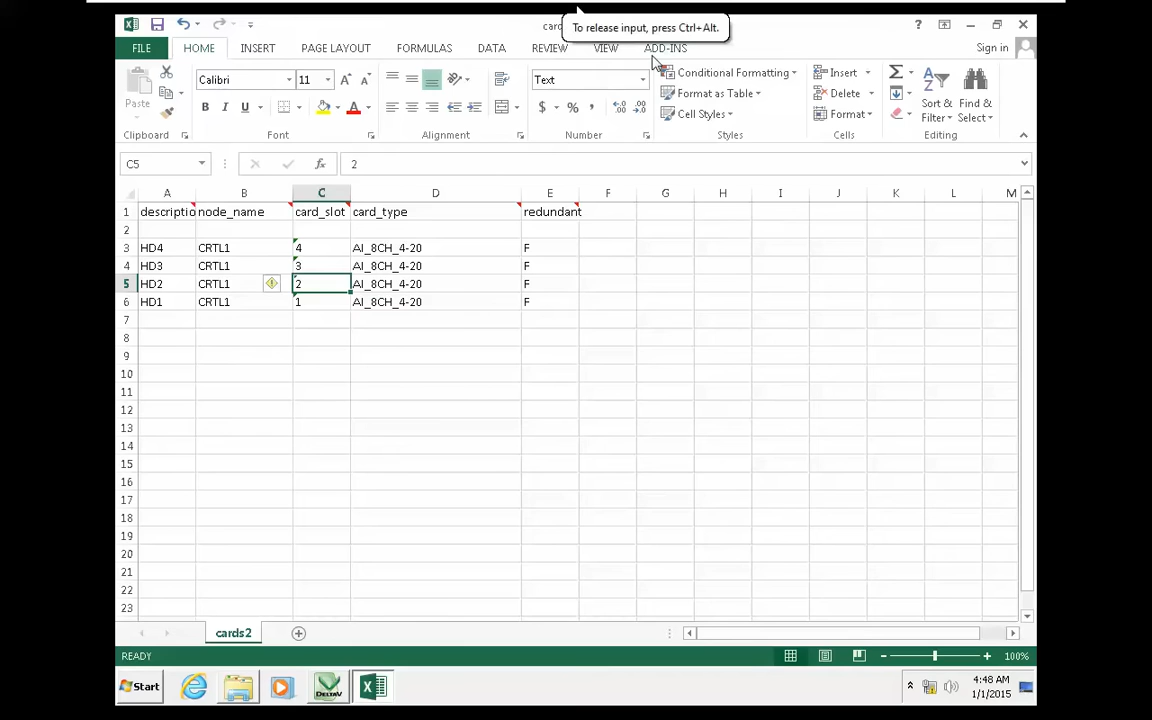 card
To release input, press Ctrl+Alt.
FILE HOME INSERT PAGE LAYOUT FORMULAS DATA REVIEW VIEW ADD-INS Sign in
Paste Calibri 11 Text Conditional Formatting Insert
$ % , Format as Table Delete Sort & Find &
B I U A Cell Styles Format Filter Select
Clipboard Font Alignment Number Styles Cells Editing
C5 fx 2
A B C D E F G H I J K L M
1 descriptio node_name card_slot card_type redundant
2
3 HD4 CRTL1 4 AI_8CH_4-20 F
4 HD3 CRTL1 3 AI_8CH_4-20 F
5 HD2 CRTL1 2 AI_8CH_4-20 F
6 HD1 CRTL1 1 AI_8CH_4-20 F
7
8
9
10
11
12
13
14
15
16
17
18
19
20
21
22
23
cards2
READY 100%
Start DELTAV 4:48 AM
1/1/2015